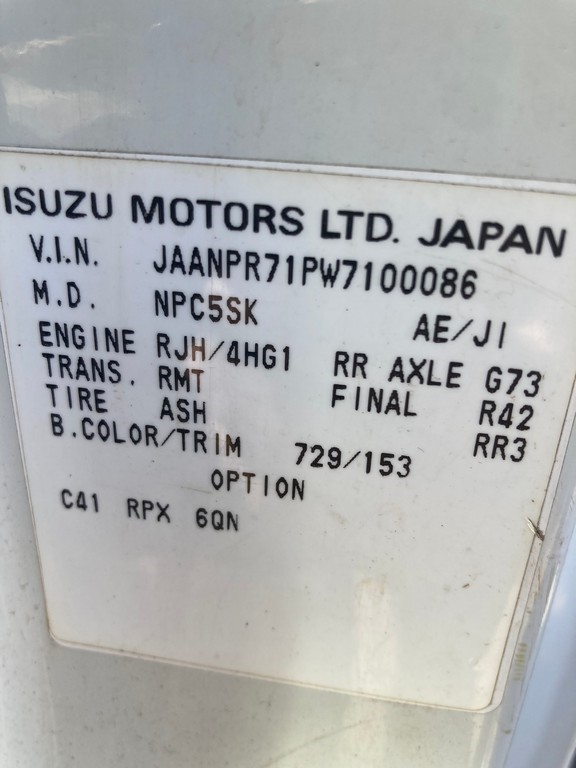 ISUZU MOTORS LTD. JAPAN
V.I.N. JAANPR71PW7100086
M.D. NPC5SK AE/JI
ENGINE RJH/4HG1 RR AXLE G73
TRANS. RMT FINAL R42
TIRE ASH RR3
B.COLOR/TRIM 729/153
OPTION
C41 RPX 6QN